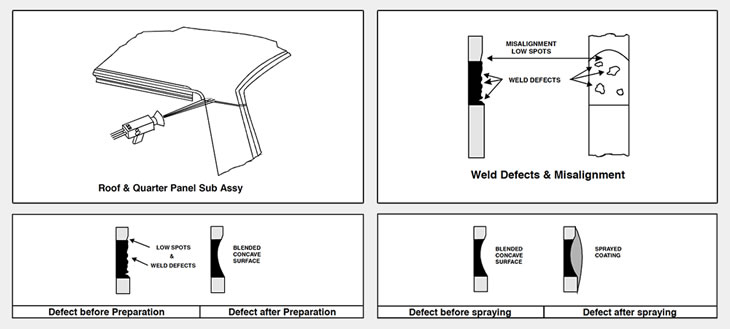 Roof & Quarter Panel Sub Assy
MISALIGNMENT
LOW SPOTS
WELD DEFECTS
Weld Defects & Misalignment
LOW SPOTS
&
WELD DEFECTS
BLENDED
CONCAVE
SURFACE
Defect before Preparation
Defect after Preparation
BLENDED
CONCAVE
SURFACE
SPRAYED
COATING
Defect before spraying
Defect after spraying